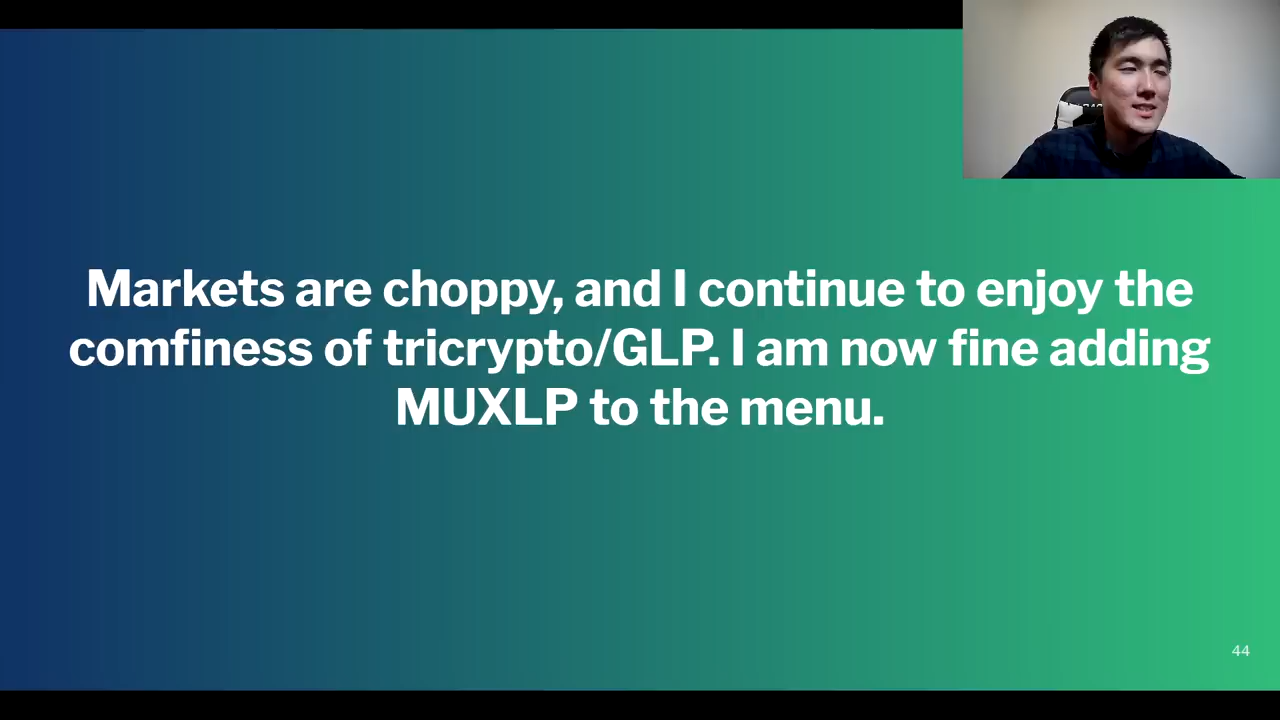 Markets are choppy, and I continue to enjoy the
comfiness of tricrypto/GLP. I am now fine adding
MUXLP to the menu.
44